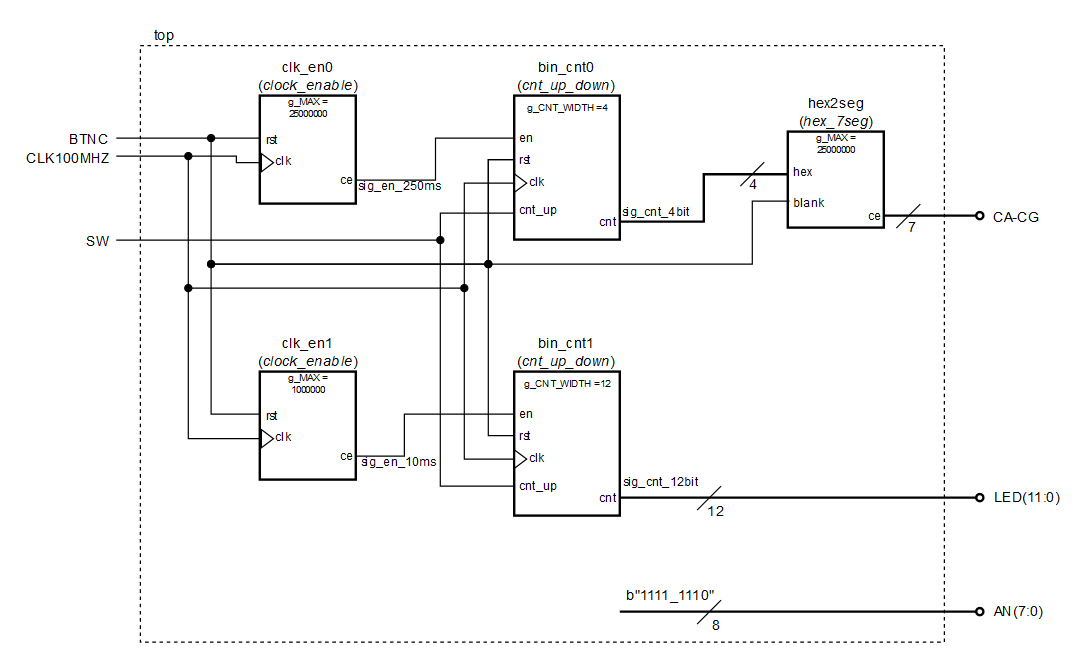 top
clk_en0
(clock_enable)
g_MAX =
25000000
rst
clk
ce
sig_en_250ms
bin_cnt0
(cnt_up_down)
g_CNT_WIDTH =4
en
rst
clk
cnt_up
cnt
sig_cnt_4bit
4
hex2seg
(hex_7seg)
g_MAX =
25000000
hex
blank
ce
7
CA-CG
BTNC
CLK100MHZ
SW
clk_en1
(clock_enable)
g_MAX =
1000000
rst
clk
ce
sig_en_10ms
bin_cnt1
(cnt_up_down)
g_CNT_WIDTH =12
en
rst
clk
cnt_up
cnt
sig_cnt_12bit
12
LED(11:0)
b"1111_1110"
8
AN(7:0)